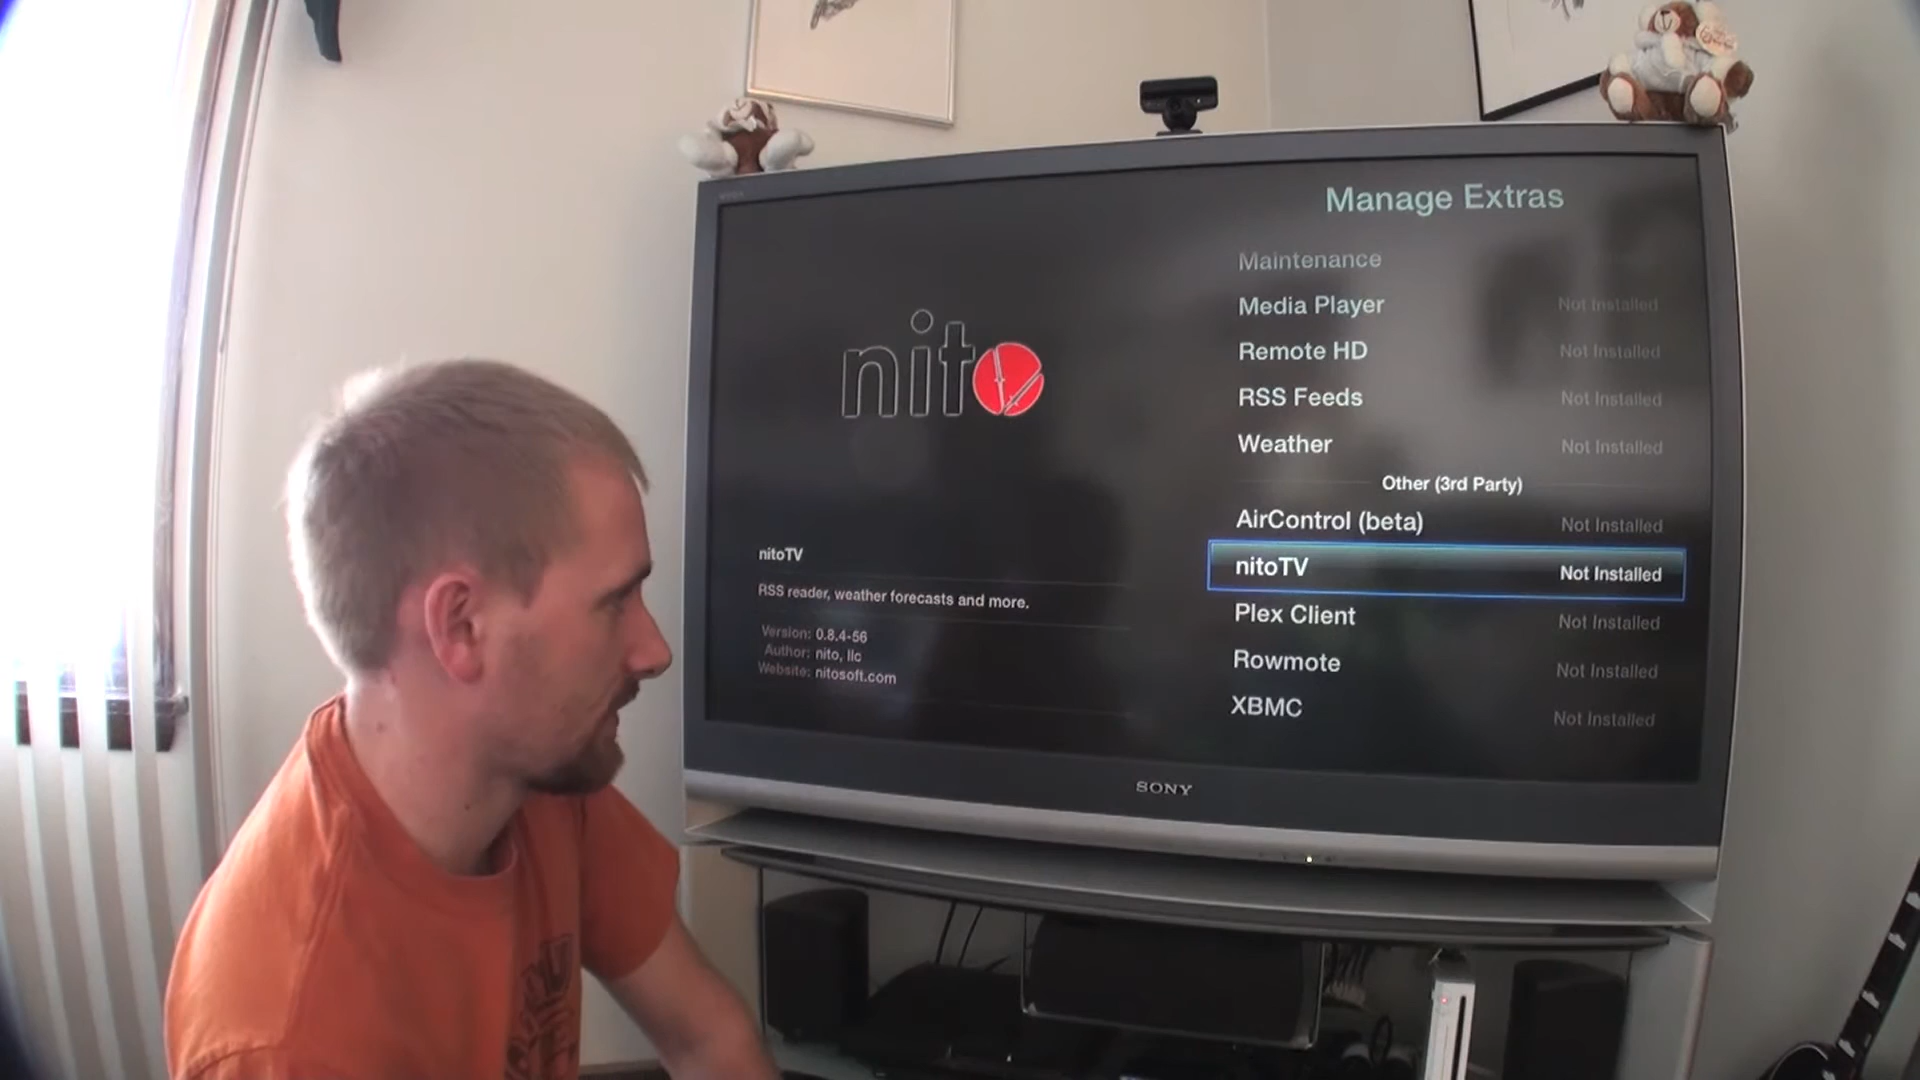 Manage Extras
Maintenance
Media Player Not Installed
Remote HD Not Installed
RSS Feeds Not Installed
Weather Not Installed
Other (3rd Party)
AirControl (beta) Not Installed
nitoTV Not Installed
Plex Client Not Installed
Rowmote Not Installed
XBMC Not Installed
nito
nitoTV
RSS reader, weather forecasts and more.
Version: 0.8.4-56
Author: nito, llc
Website: nitosoft.com
SONY